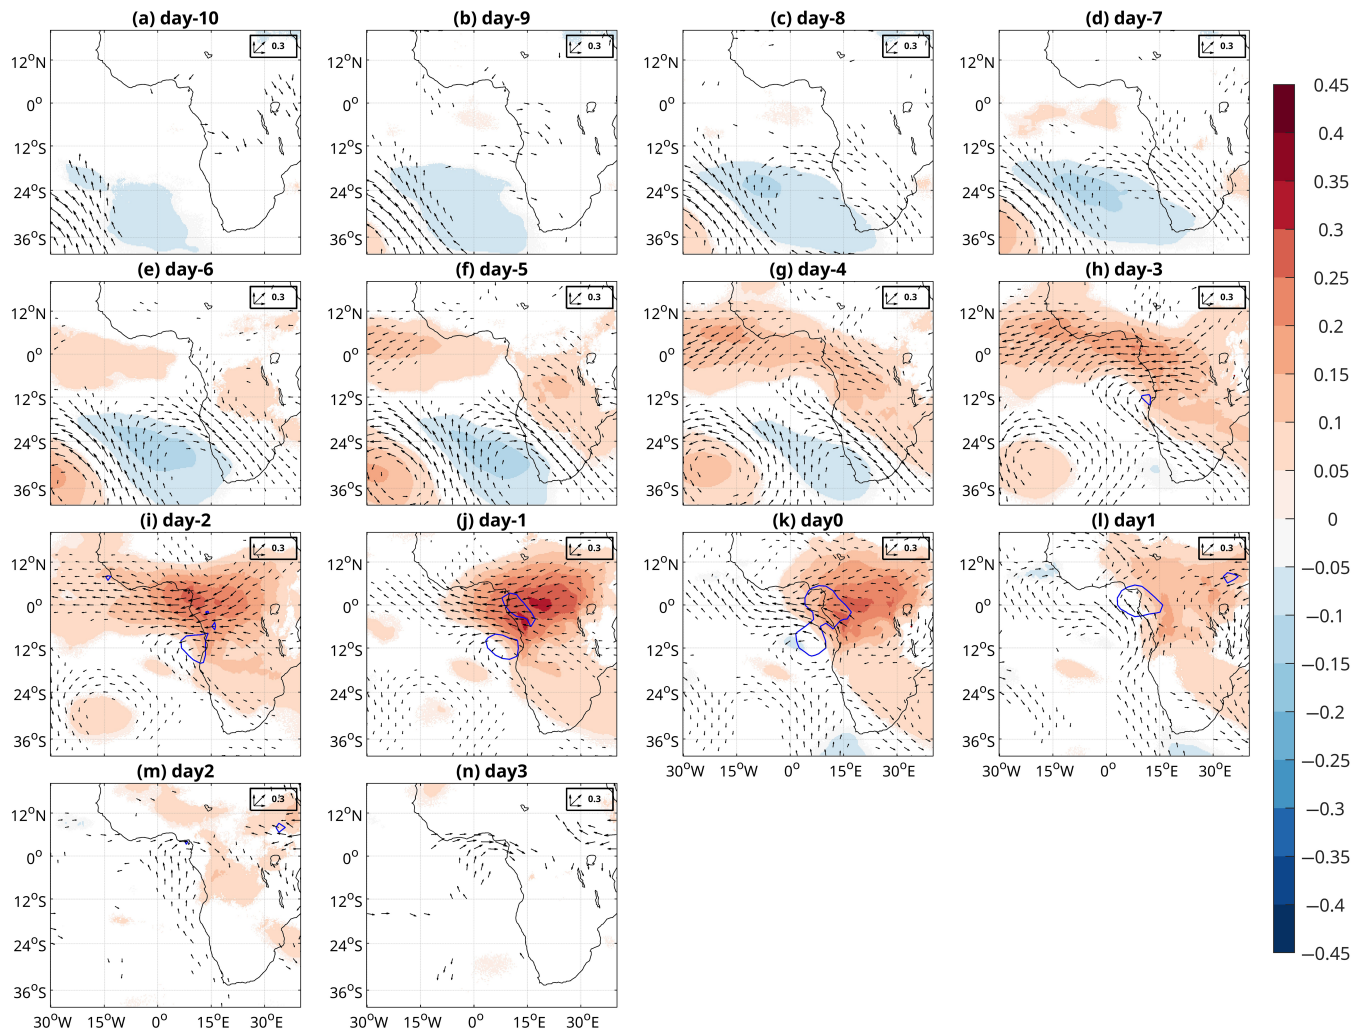 (a) day-10 (b) day-9 (c) day-8 (d) day-7
0.3 0.3 0.3 0.3
12°N 12°N 12°N 12°N
0° 0° 0° 0°
12°S 12°S 12°S 12°S
24°S 24°S 24°S 24°S
36°S 36°S 36°S 36°S
(e) day-6 (f) day-5 (g) day-4 (h) day-3
0.3 0.3 0.3 0.3
12°N 12°N 12°N 12°N
0° 0° 0° 0°
12°S 12°S 12°S 12°S
24°S 24°S 24°S 24°S
36°S 36°S 36°S 36°S
(i) day-2 (j) day-1 (k) day0 (l) day1
0.3 0.3 0.3 0.3
12°N 12°N 12°N 12°N
0° 0° 0° 0°
12°S 12°S 12°S 12°S
24°S 24°S 24°S 24°S
36°S 36°S 36°S 36°S
30°W 15°W 0° 15°E 30°E 30°W 15°W 0° 15°E 30°E
(m) day2 (n) day3
0.3 0.3
12°N 12°N
0° 0°
12°S 12°S
24°S 24°S
36°S 36°S
30°W 15°W 0° 15°E 30°E 30°W 15°W 0° 15°E 30°E
0.45
0.4
0.35
0.3
0.25
0.2
0.15
0.1
0.05
0
−0.05
−0.1
−0.15
−0.2
−0.25
−0.3
−0.35
−0.4
−0.45